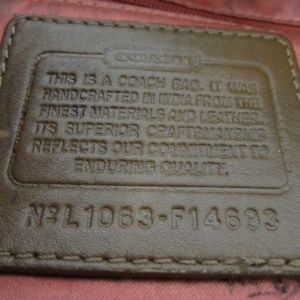 COACH
THIS IS A COACH BAG. IT WAS
HANDCRAFTED IN INDIA FROM THE
FINEST MATERIALS AND LEATHER.
ITS SUPERIOR CRAFTSMANSHIP
REFLECTS OUR COMMITMENT TO
ENDURING QUALITY.
Nº L1063-F14693